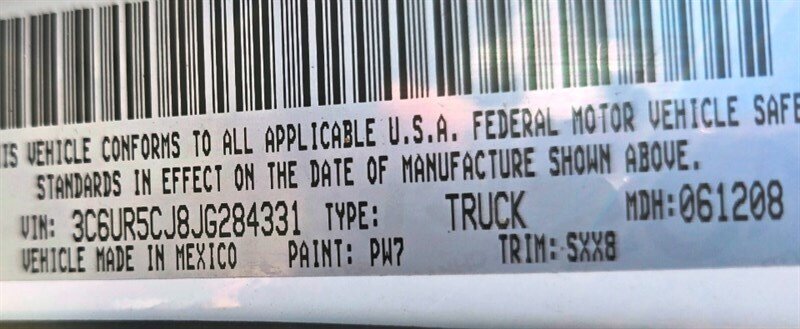 IS VEHICLE CONFORMS TO ALL APPLICABLE U.S.A. FEDERAL MOTOR VEHICLE SAFE
STANDARDS IN EFFECT ON THE DATE OF MANUFACTURE SHOWN ABOVE.
VIN: 3C6UR5CJ8JG284331 TYPE: TRUCK MDH:061208
VEHICLE MADE IN MEXICO PAINT: PW7 TRIM: SXX8